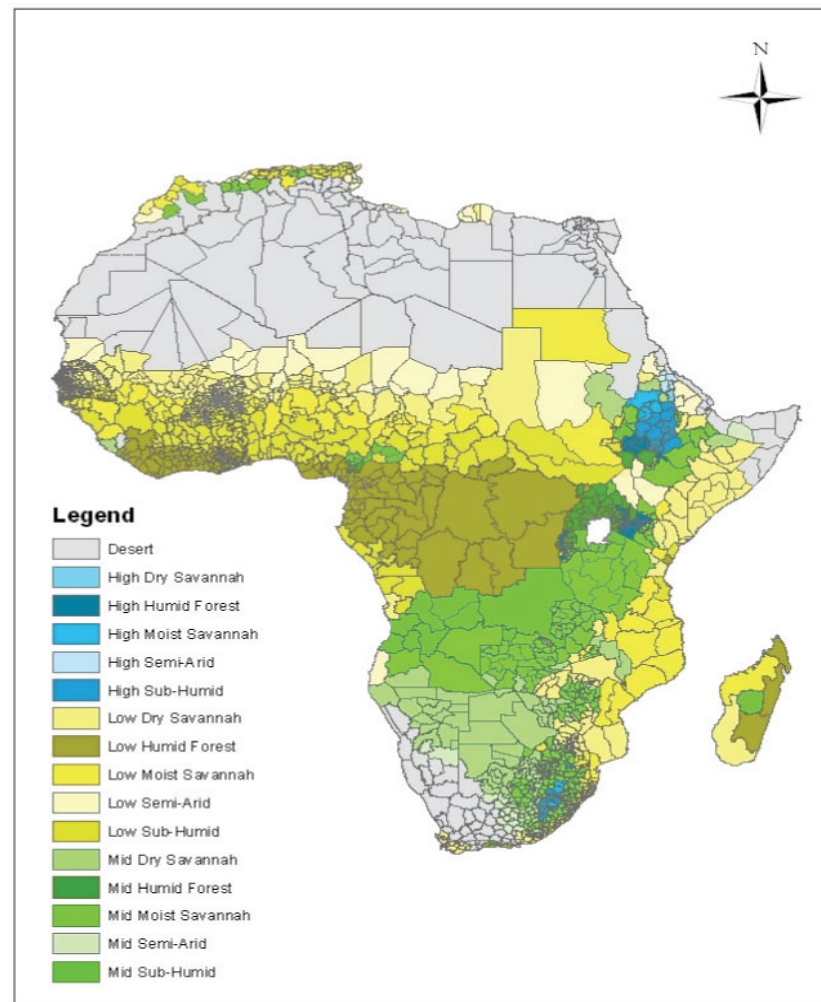 N
Legend
Desert
High Dry Savannah
High Humid Forest
High Moist Savannah
High Semi-Arid
High Sub-Humid
Low Dry Savannah
Low Humid Forest
Low Moist Savannah
Low Semi-Arid
Low Sub-Humid
Mid Dry Savannah
Mid Humid Forest
Mid Moist Savannah
Mid Semi-Arid
Mid Sub-Humid